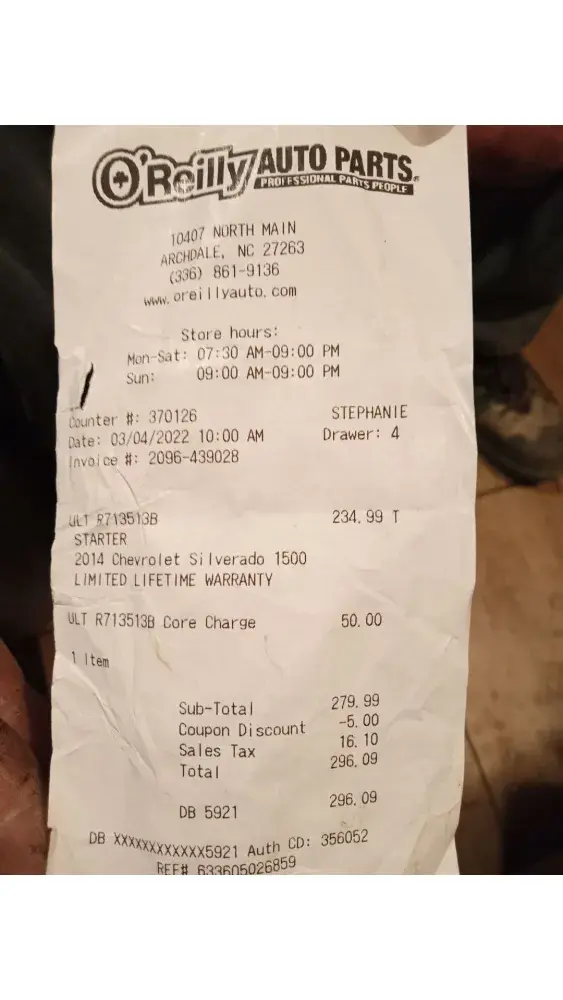 O'Reilly AUTO PARTS
PROFESSIONAL PARTS PEOPLE
10407 NORTH MAIN
ARCHDALE, NC 27263
(336) 861-9136
www.oreillyauto.com
Store hours:
Mon-Sat: 07:30 AM-09:00 PM
Sun: 09:00 AM-09:00 PM
Counter #: 370126 STEPHANIE
Date: 03/04/2022 10:00 AM Drawer: 4
Invoice #: 2096-439028
ULT R713513B 234.99 T
STARTER
2014 Chevrolet Silverado 1500
LIMITED LIFETIME WARRANTY
ULT R713513B Core Charge 50.00
1 Item
Sub-Total 279.99
Coupon Discount -5.00
Sales Tax 16.10
Total 296.09
DB 5921 296.09
DB XXXXXXXXXXXX5921 Auth CD: 356052
REF# 633605026859